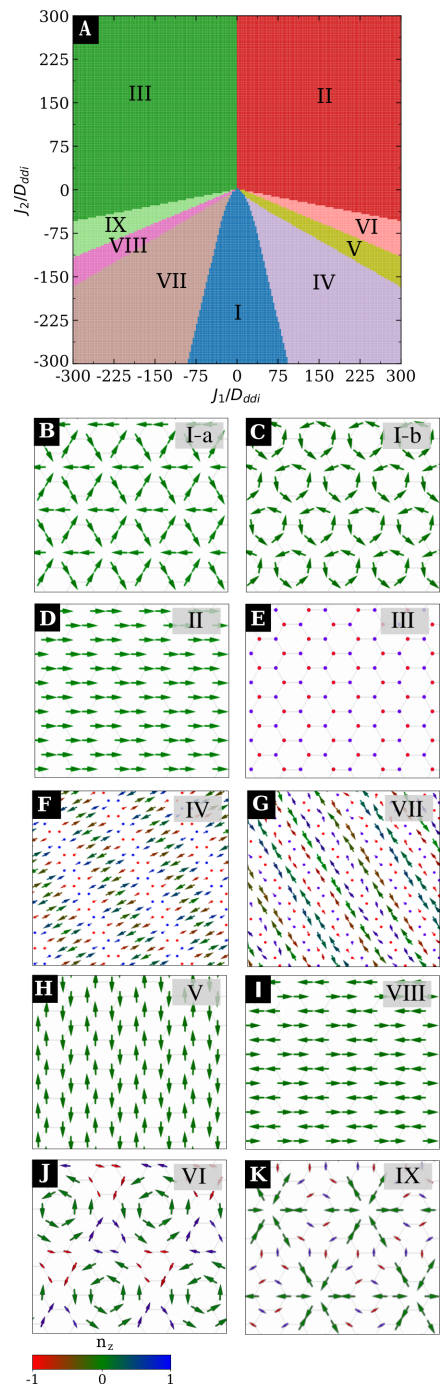 A
300
225
150
75
0
-75
-150
-225
-300
J2/Dddi
III
II
IX
VIII
VII
VI
V
IV
I
-300 -225 -150 -75 0 75 150 225 300
J1/Dddi
B I-a
C I-b
D II
E III
F IV
G VII
H V
I VIII
J VI
K IX
nz
-1 0 1